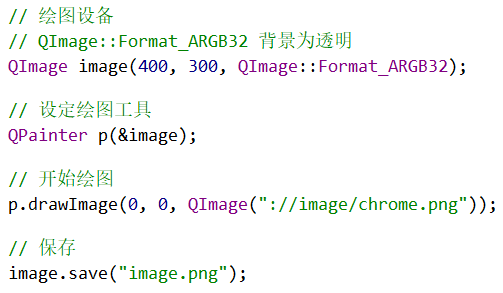 // 绘图设备
// QImage::Format_ARGB32 背景为透明
QImage image(400, 300, QImage::Format_ARGB32);
// 设定绘图工具
QPainter p(&image);
// 开始绘图
p.drawImage(0, 0, QImage("://image/chrome.png"));
// 保存
image.save("image.png");